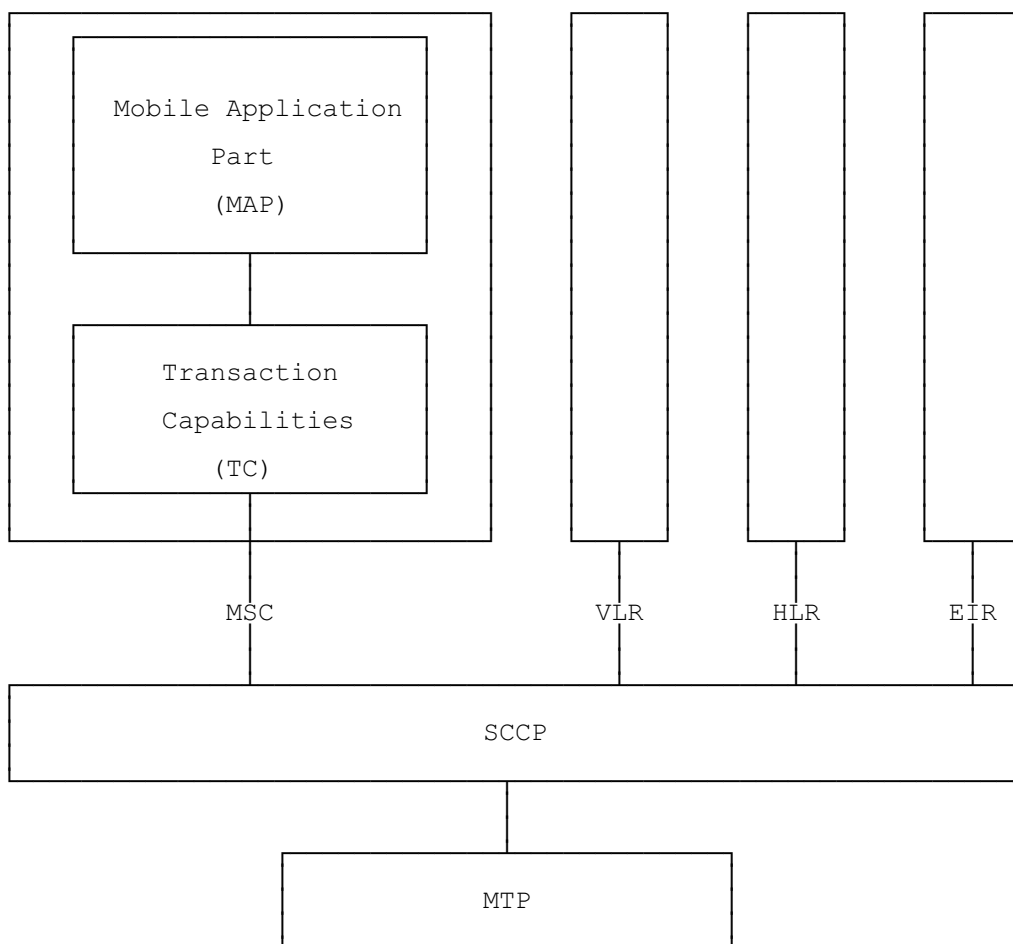 Mobile Application
Part
(MAP)
Transaction
Capabilities
(TC)
MSC VLR HLR EIR
SCCP
MTP